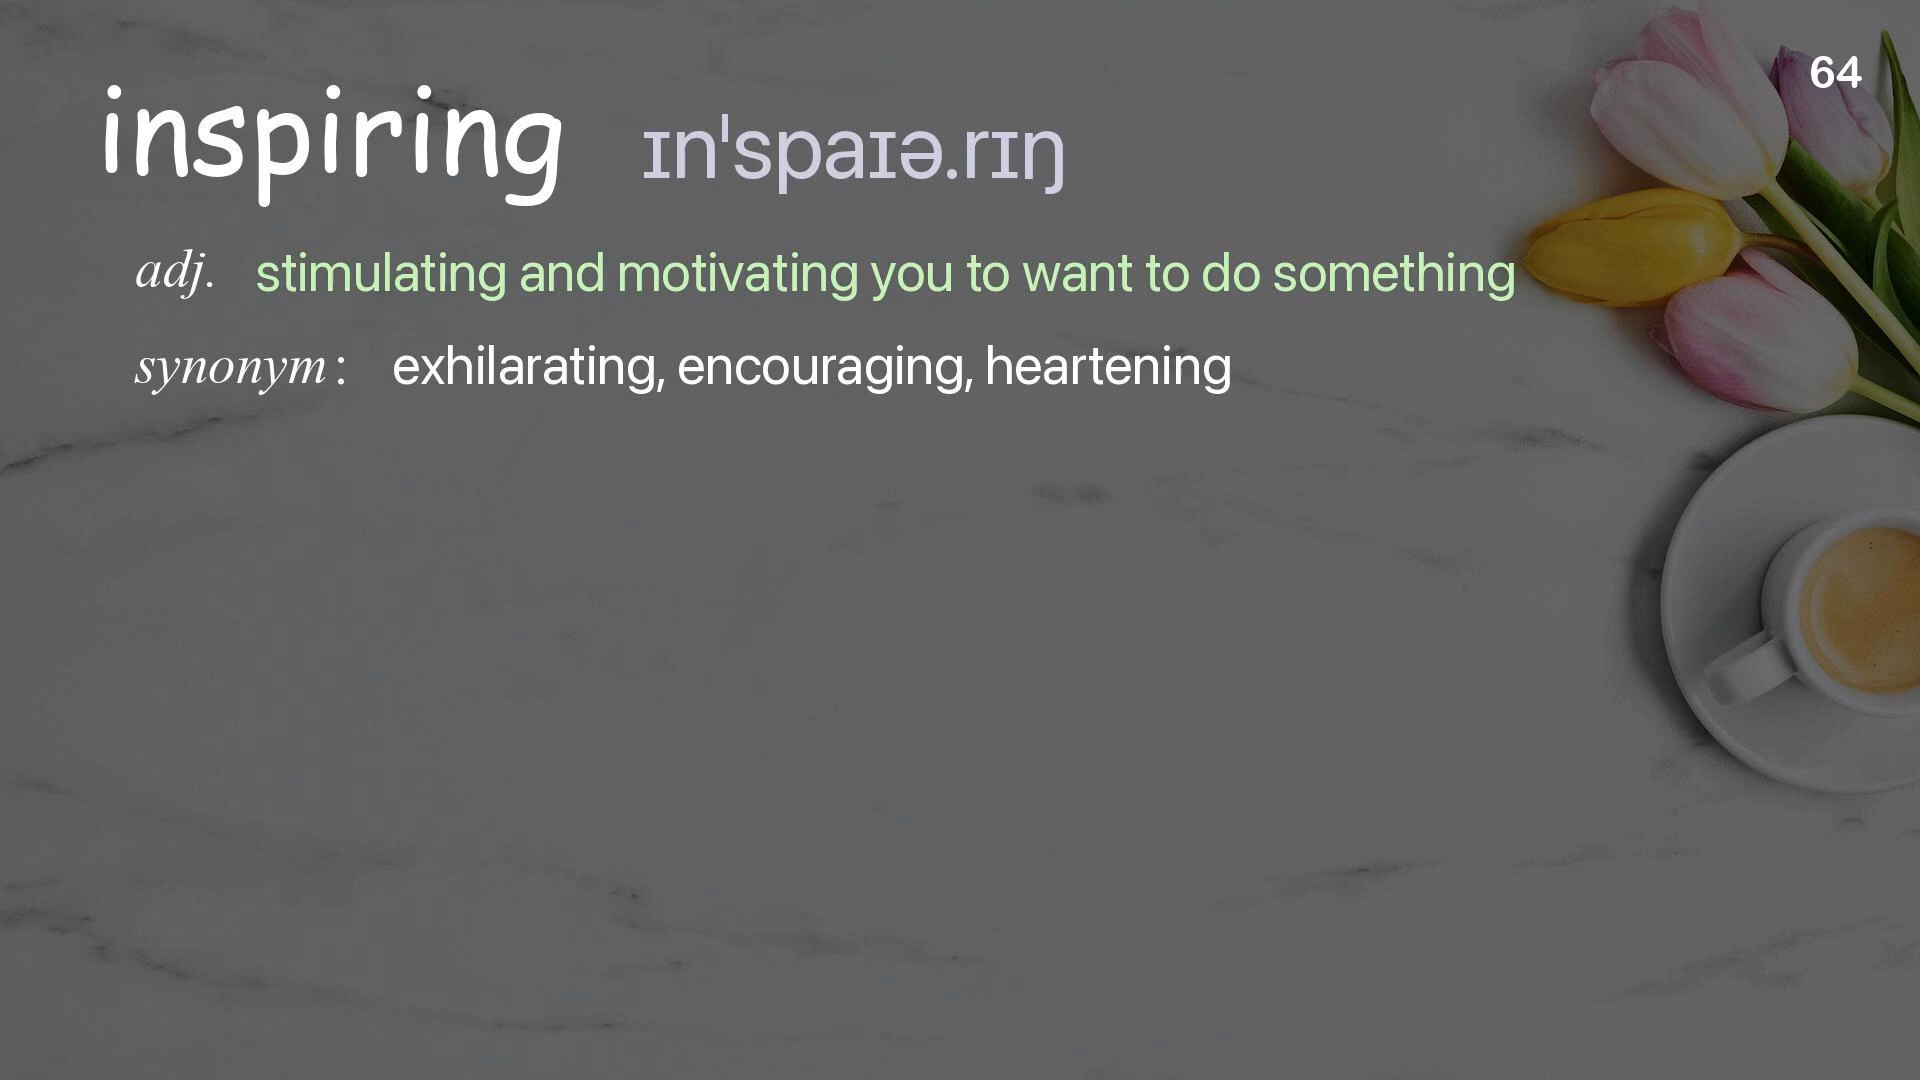 64
inspiring ɪnˈspaɪə.rɪŋ
adj. stimulating and motivating you to want to do something
synonym : exhilarating, encouraging, heartening